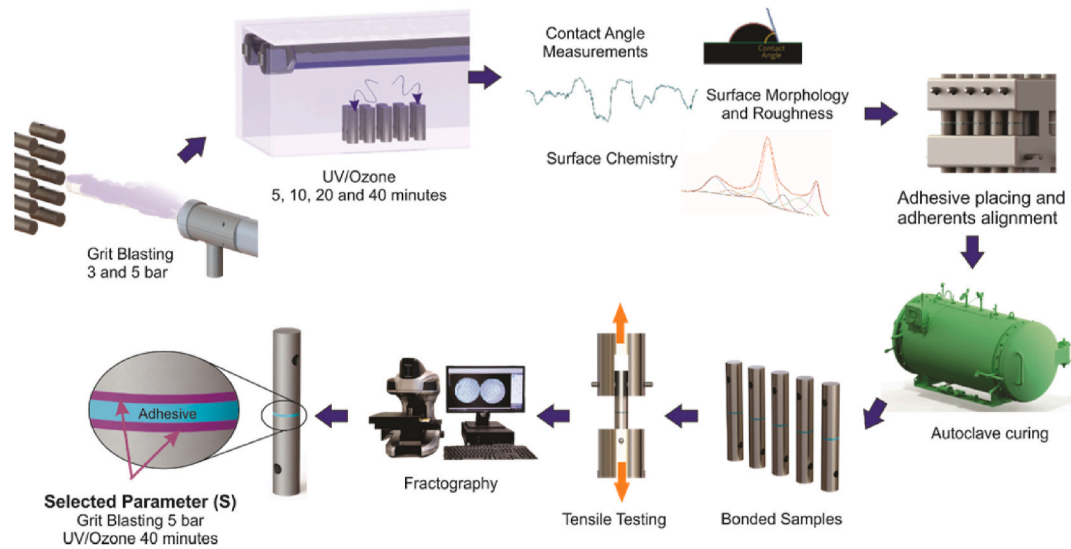 Grit Blasting
3 and 5 bar
UV/Ozone
5, 10, 20 and 40 minutes
Contact Angle
Measurements
Contact
Angle
Surface Morphology
and Roughness
Surface Chemistry
Adhesive placing and
adherents alignment
Autoclave curing
Bonded Samples
Tensile Testing
Fractography
Adhesive
Selected Parameter (S)
Grit Blasting 5 bar
UV/Ozone 40 minutes